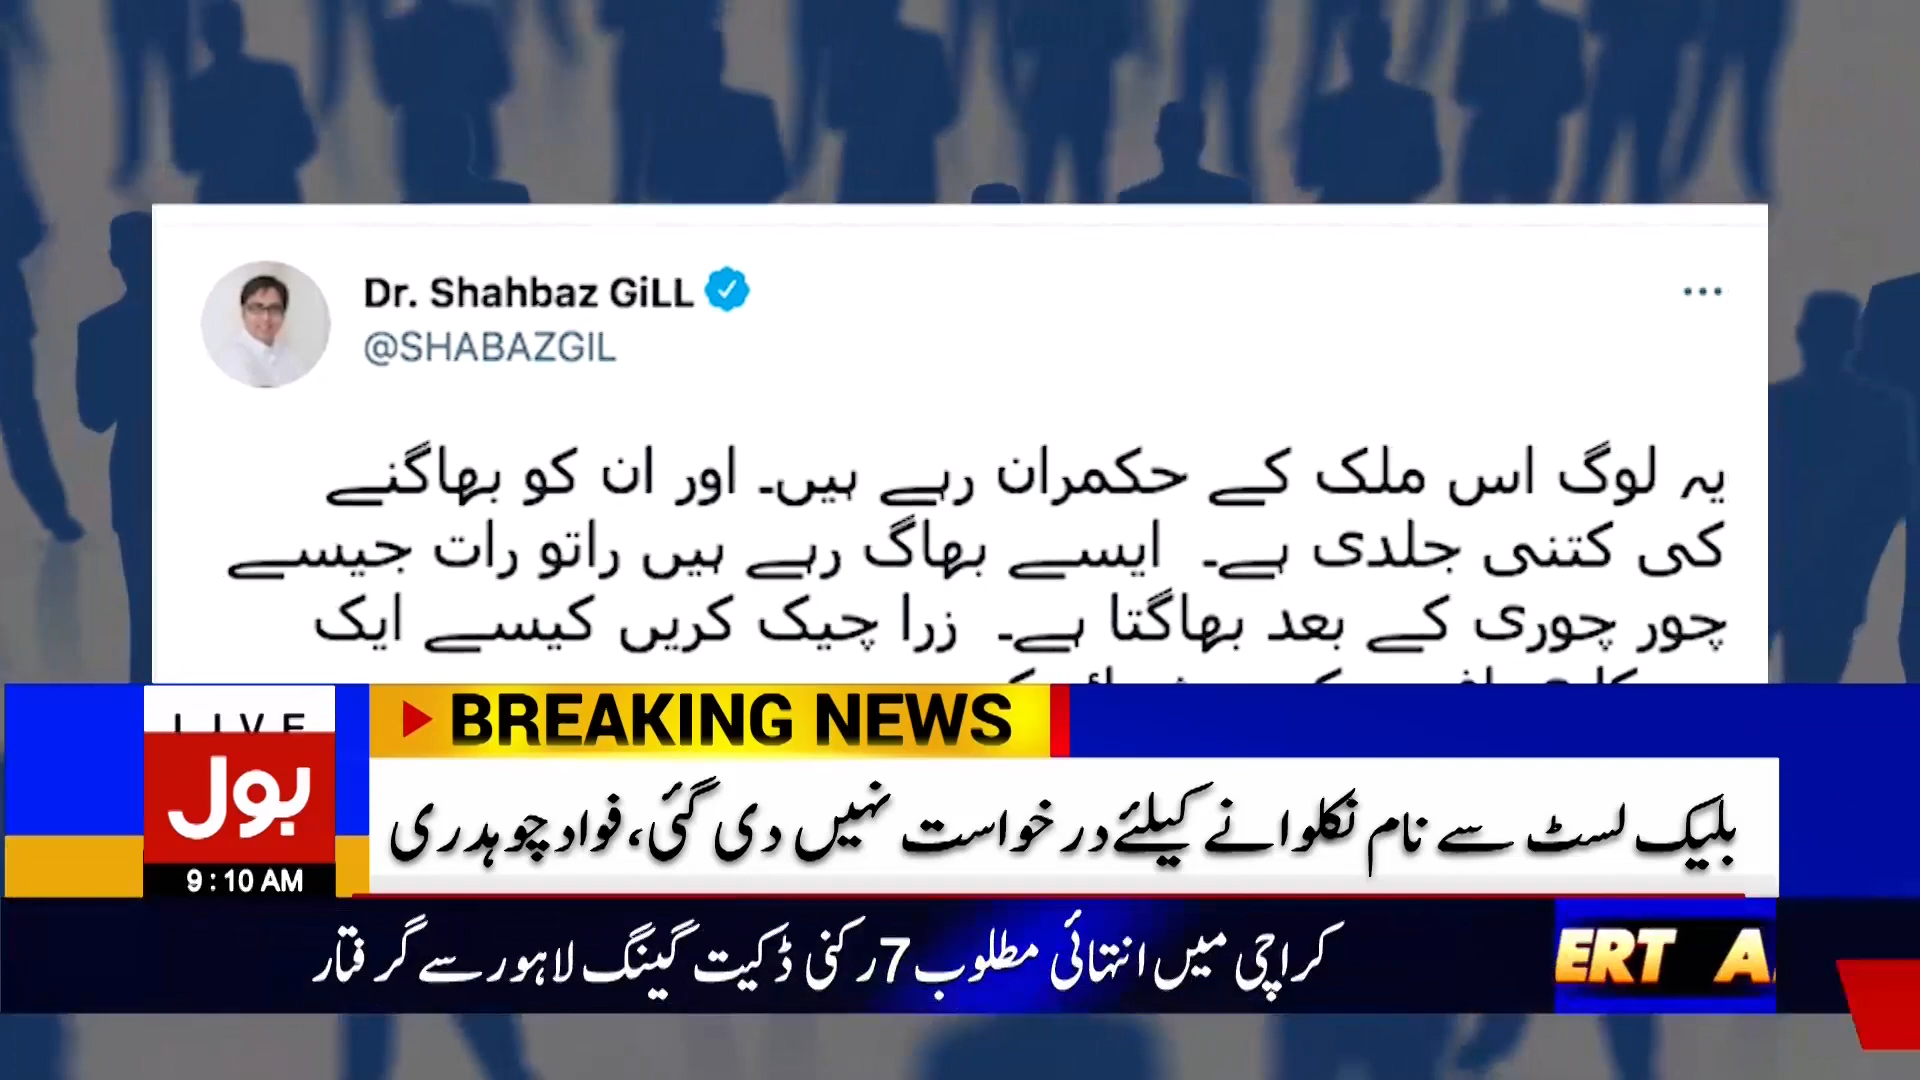 Dr. Shahbaz GiLL
@SHABAZGIL
یہ لوگ اس ملک کے حکمران رہے ہیں۔ اور ان کو بھاگنے
کی کتنی جلدی ہے۔ ایسے بھاگ رہے ہیں راتو رات جیسے
چور چوری کے بعد بھاگتا ہے۔ زرا چیک کریں کیسے ایک
LIVE
BREAKING NEWS
بول
بلیک لسٹ سے نام نکلوانے کیلئے درخواست نہیں دی گئی، فواد چوہدری
9:10 AM
کراچی میں انتہائی مطلوب 7 رکنی ڈکیت گینگ لاہور سے گرفتار
ERT A